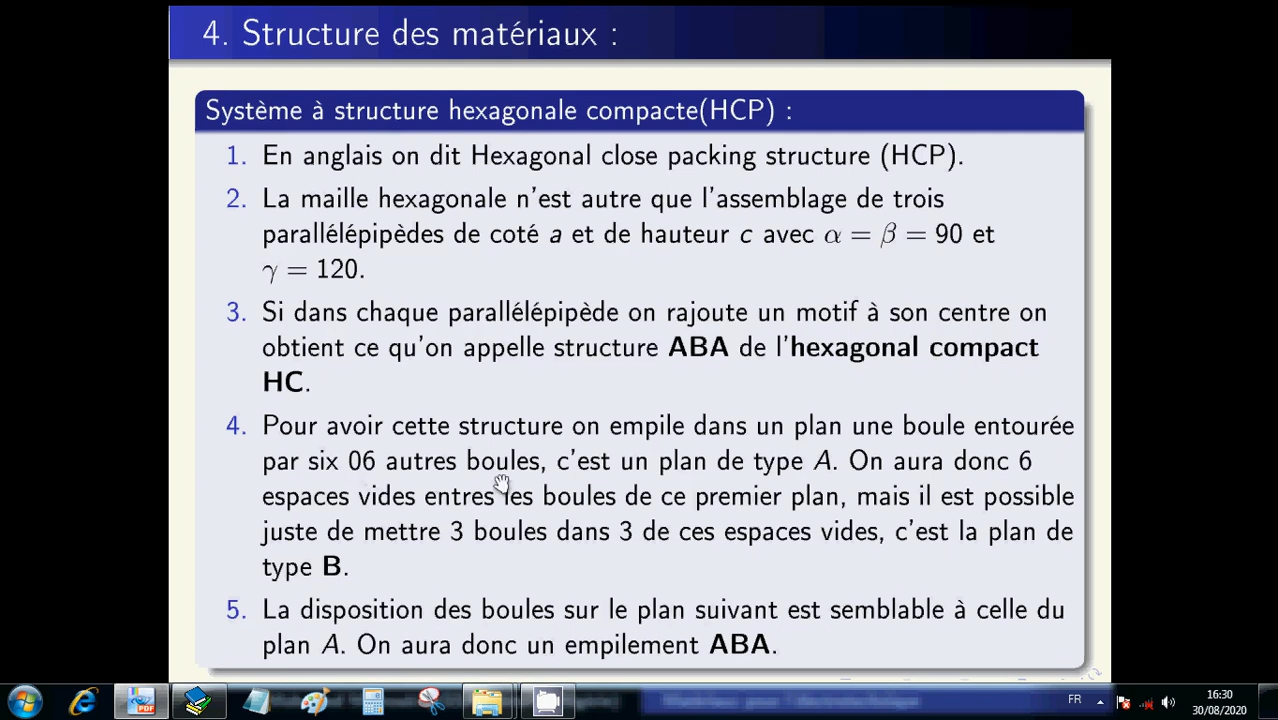 4. Structure des matériaux :
Système à structure hexagonale compacte(HCP) :
1. En anglais on dit Hexagonal close packing structure (HCP).
2. La maille hexagonale n'est autre que l'assemblage de trois
parallélépipèdes de coté a et de hauteur c avec α = β = 90 et
γ = 120.
3. Si dans chaque parallélépipède on rajoute un motif à son centre on
obtient ce qu'on appelle structure ABA de l'hexagonal compact
HC.
4. Pour avoir cette structure on empile dans un plan une boule entourée
par six 06 autres boules, c'est un plan de type A. On aura donc 6
espaces vides entres les boules de ce premier plan, mais il est possible
juste de mettre 3 boules dans 3 de ces espaces vides, c'est la plan de
type B.
5. La disposition des boules sur le plan suivant est semblable à celle du
plan A. On aura donc un empilement ABA.
PDF
FR
16:30
30/08/2020